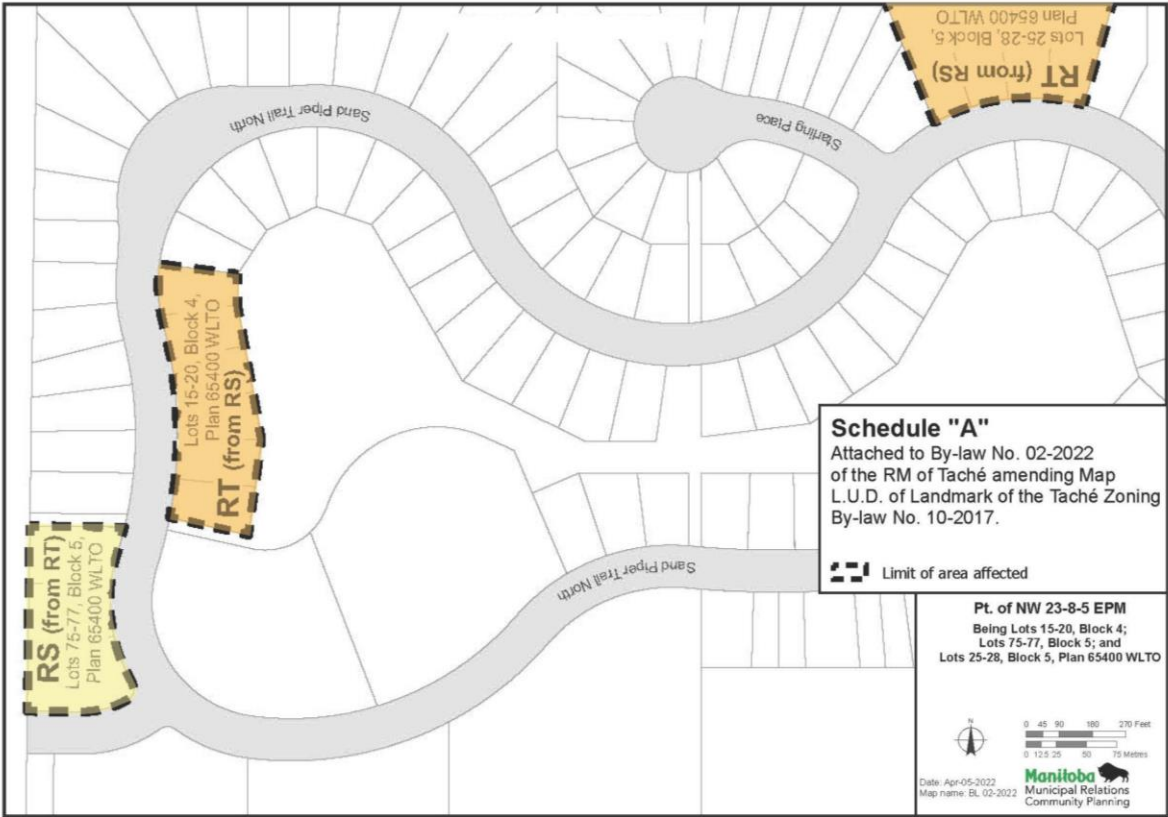 Lots 25-28, Block 5,
Plan 65400 WLTO
RT (from RS)
Sand Piper Trail North
Starling Place
Lots 15-20, Block 4,
Plan 65400 WLTO
RT (from RS)
RS (from RT)
Lots 75-77, Block 5,
Plan 65400 WLTO
Sand Piper Trail North
Schedule "A"
Attached to By-law No. 02-2022
of the RM of Taché amending Map
L.U.D. of Landmark of the Taché Zoning
By-law No. 10-2017.
Limit of area affected
Pt. of NW 23-8-5 EPM
Being Lots 15-20, Block 4;
Lots 75-77, Block 5; and
Lots 25-28, Block 5, Plan 65400 WLTO
N
0 45 90 180 270 Feet
0 12.5 25 50 75 Metres
Date: Apr-05-2022
Map name: BL 02-2022
Manitoba
Municipal Relations
Community Planning